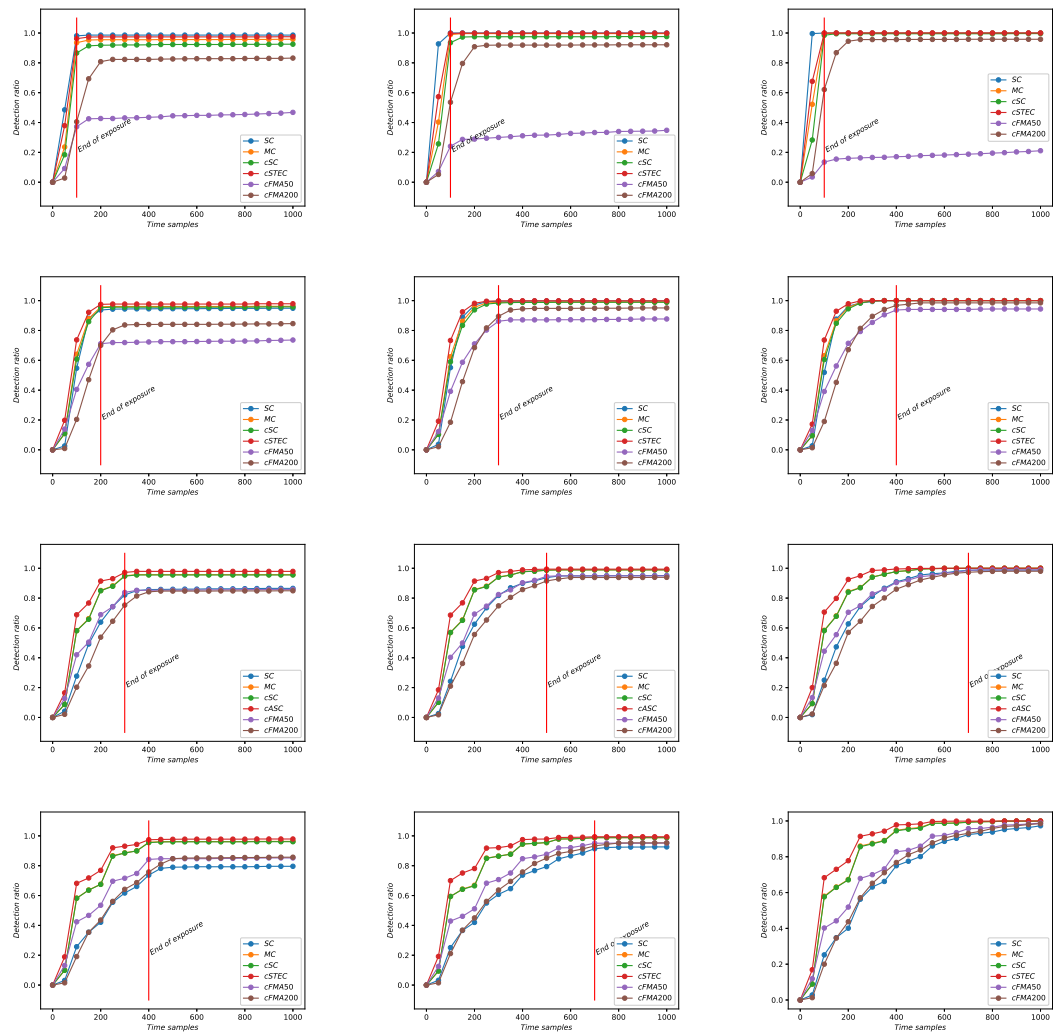 Detection ratio
1.0
0.8
0.6
0.4
0.2
0.0
End of exposure
SC
MC
cSC
cSTEC
cFMA50
cFMA200
0 200 400 600 800 1000
Time samples
Detection ratio
1.0
0.8
0.6
0.4
0.2
0.0
End of exposure
SC
MC
cSC
cSTEC
cFMA50
cFMA200
0 200 400 600 800 1000
Time samples
Detection ratio
1.0
0.8
0.6
0.4
0.2
0.0
End of exposure
SC
MC
cSC
cSTEC
cFMA50
cFMA200
0 200 400 600 800 1000
Time samples
Detection ratio
1.0
0.8
0.6
0.4
0.2
0.0
End of exposure
SC
MC
cSC
cSTEC
cFMA50
cFMA200
0 200 400 600 800 1000
Time samples
Detection ratio
1.0
0.8
0.6
0.4
0.2
0.0
End of exposure
SC
MC
cSC
cSTEC
cFMA50
cFMA200
0 200 400 600 800 1000
Time samples
Detection ratio
1.0
0.8
0.6
0.4
0.2
0.0
End of exposure
SC
MC
cSC
cSTEC
cFMA50
cFMA200
0 200 400 600 800 1000
Time samples
Detection ratio
1.0
0.8
0.6
0.4
0.2
0.0
End of exposure
SC
MC
cSC
cASC
cFMA50
cFMA200
0 200 400 600 800 1000
Time samples
Detection ratio
1.0
0.8
0.6
0.4
0.2
0.0
End of exposure
SC
MC
cSC
cASC
cFMA50
cFMA200
0 200 400 600 800 1000
Time samples
Detection ratio
1.0
0.8
0.6
0.4
0.2
0.0
End of exposure
SC
MC
cSC
cASC
cFMA50
cFMA200
0 200 400 600 800 1000
Time samples
Detection ratio
1.0
0.8
0.6
0.4
0.2
0.0
End of exposure
SC
MC
cSC
cSTEC
cFMA50
cFMA200
0 200 400 600 800 1000
Time samples
Detection ratio
1.0
0.8
0.6
0.4
0.2
0.0
End of exposure
SC
MC
cSC
cSTEC
cFMA50
cFMA200
0 200 400 600 800 1000
Time samples
Detection ratio
1.0
0.8
0.6
0.4
0.2
0.0
SC
MC
cSC
cSTEC
cFMA50
cFMA200
0 200 400 600 800 1000
Time samples